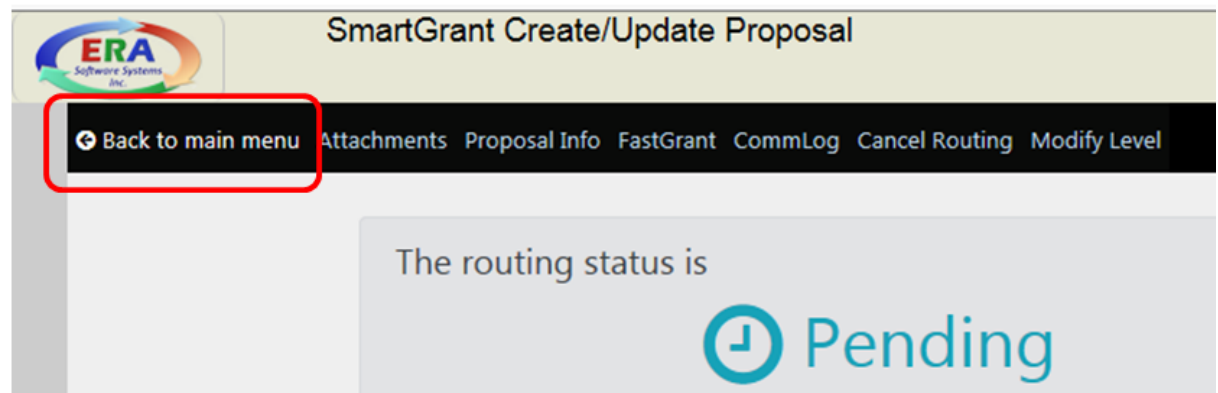 SmartGrant Create/Update Proposal
ERA
Software Systems
Inc.
Back to main menu Attachments Proposal Info FastGrant CommLog Cancel Routing Modify Level
The routing status is
Pending